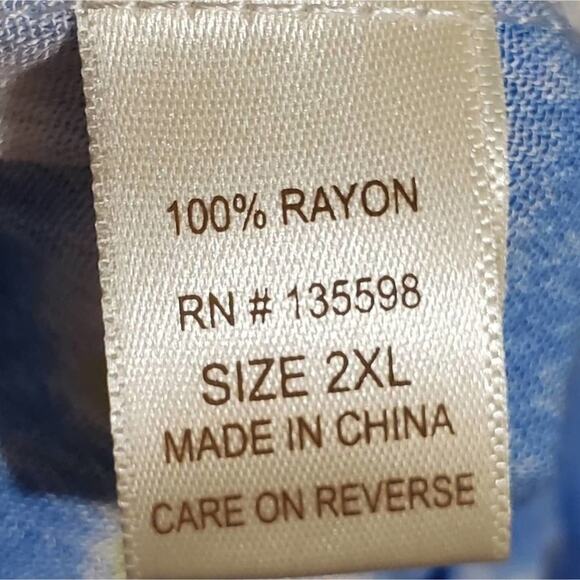 100% RAYON
RN # 135598
SIZE 2XL
MADE IN CHINA
CARE ON REVERSE